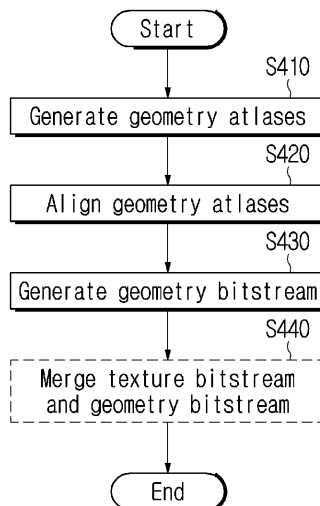 Start
S410
Generate geometry atlases
S420
Align geometry atlases
S430
Generate geometry bitstream
S440
Merge texture bitstream
and geometry bitstream
End